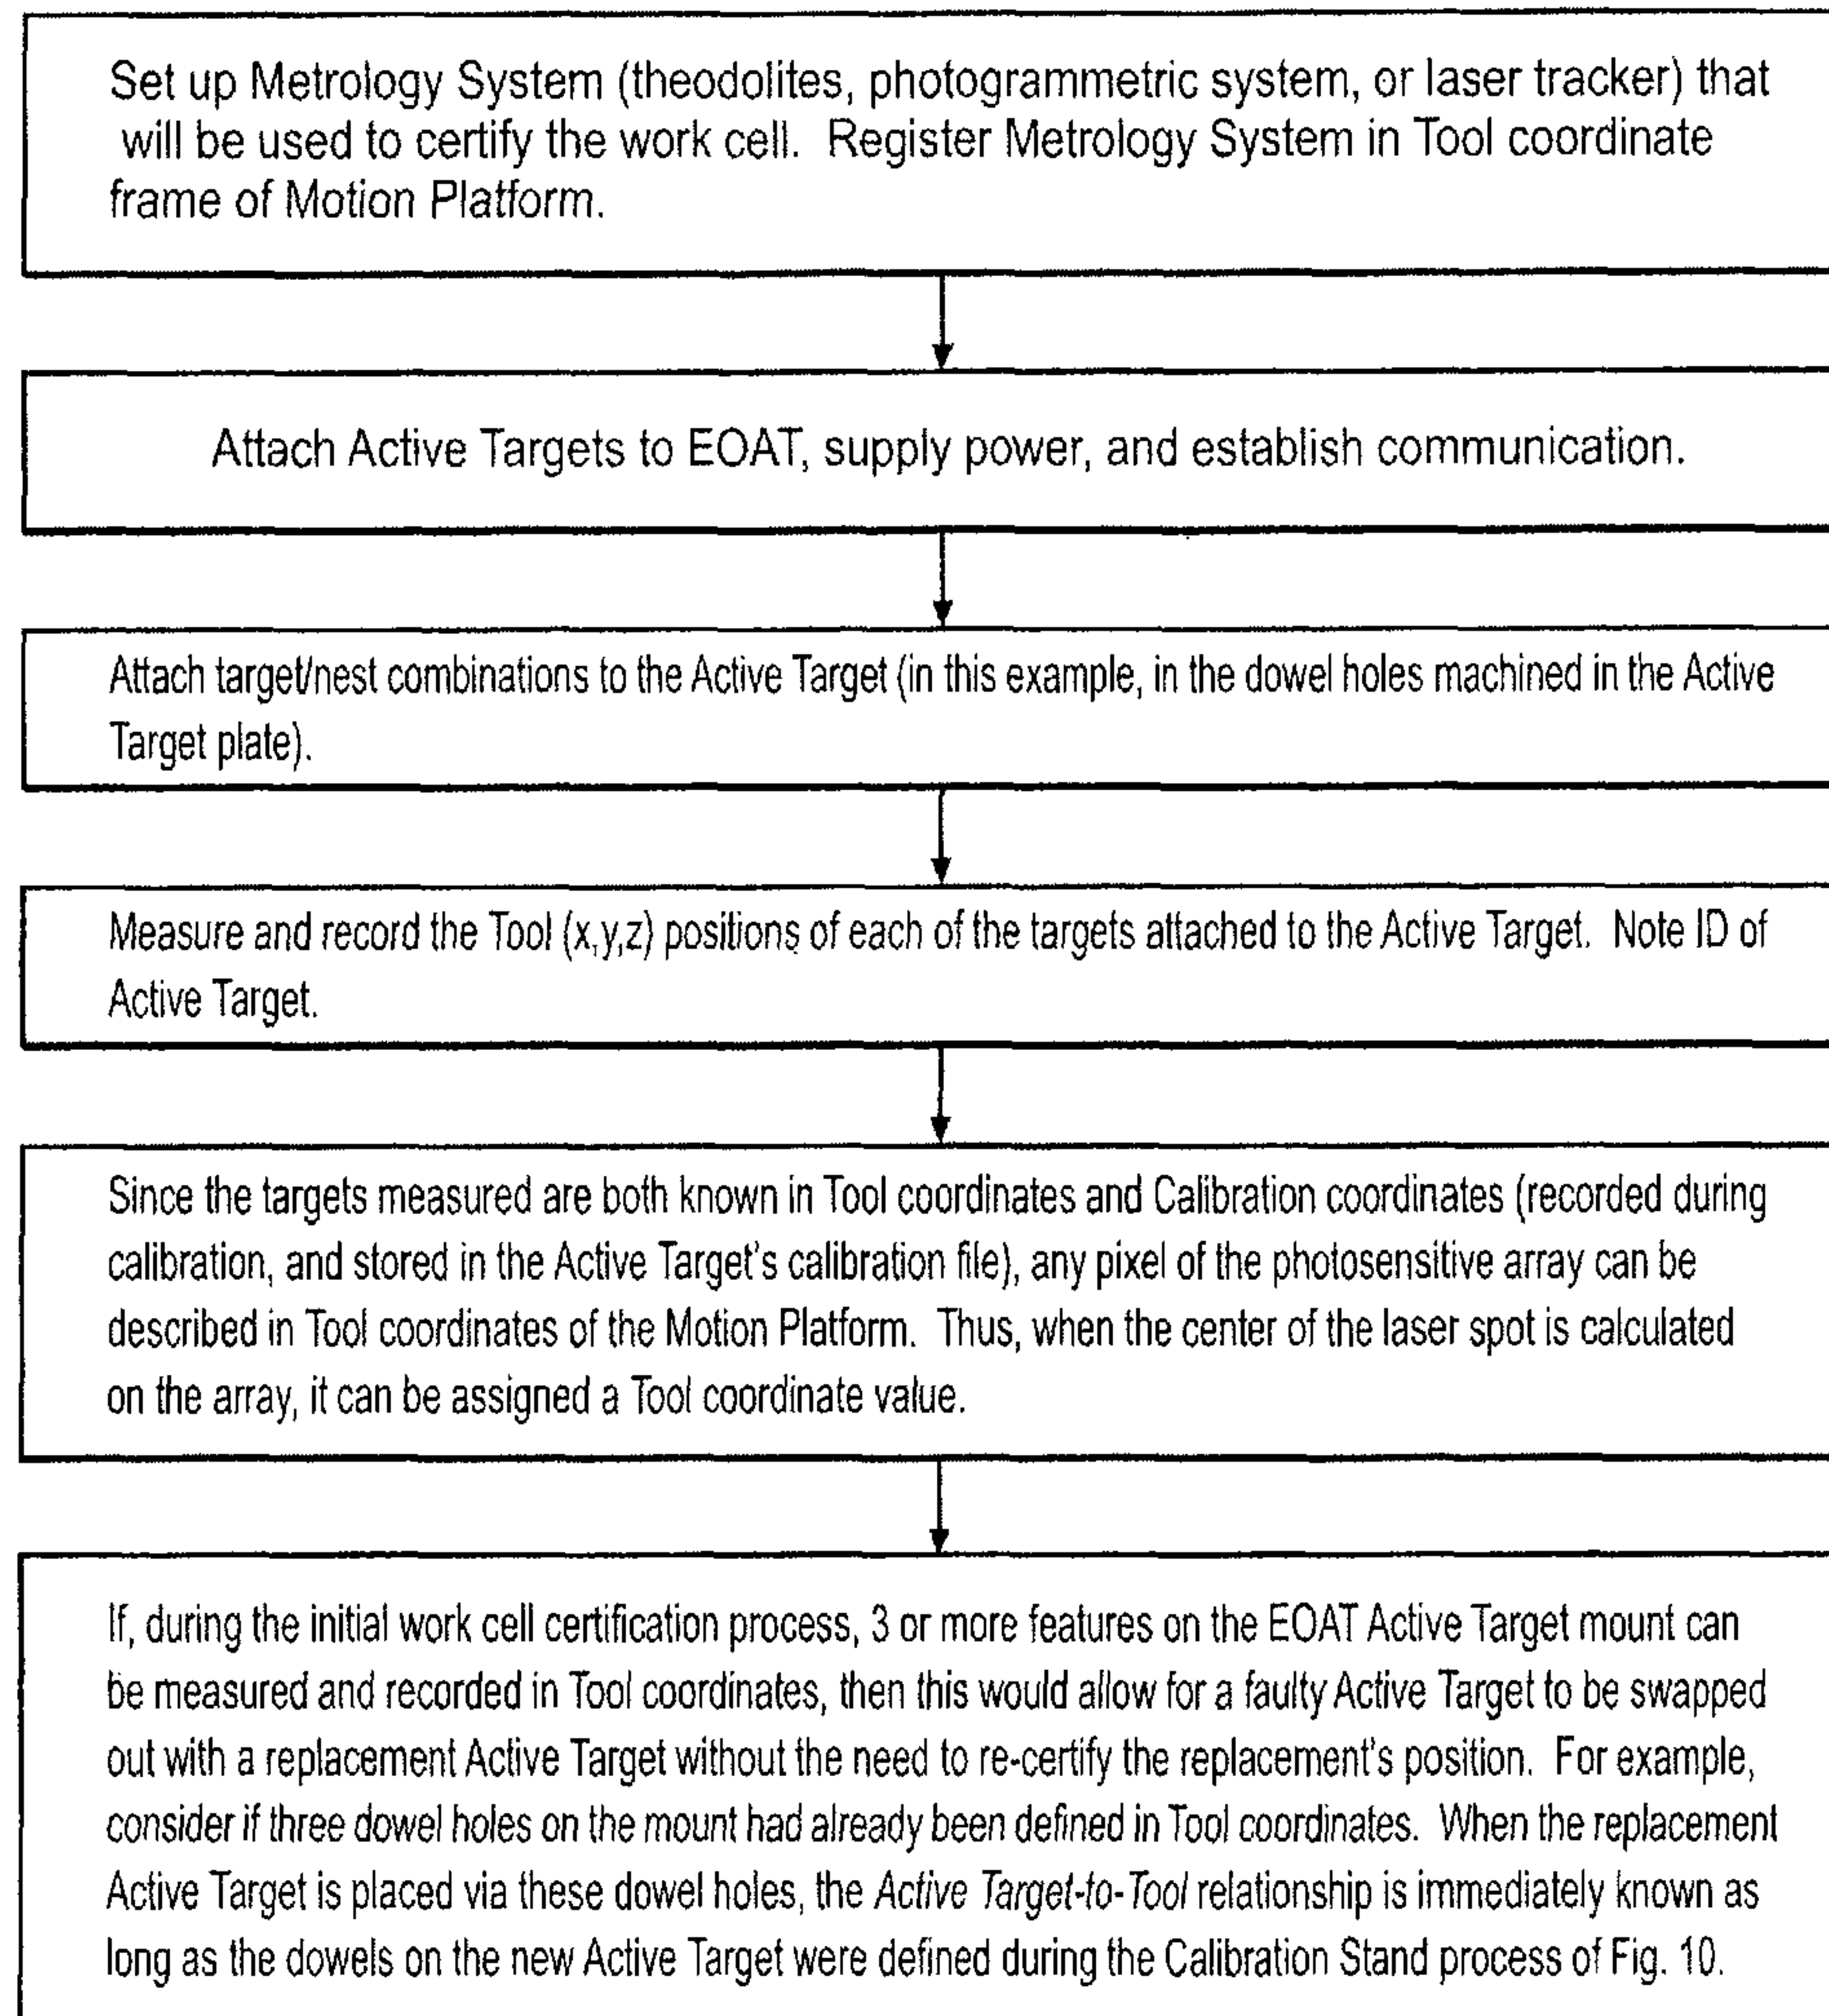 Set up Metrology System (theodolites, photogrammetric system, or laser tracker) that
will be used to certify the work cell. Register Metrology System in Tool coordinate
frame of Motion Platform.
Attach Active Targets to EOAT, supply power, and establish communication.
Attach target/nest combinations to the Active Target (in this example, in the dowel holes machined in the Active
Target plate).
Measure and record the Tool (x,y,z) positions of each of the targets attached to the Active Target. Note ID of
Active Target.
Since the targets measured are both known in Tool coordinates and Calibration coordinates (recorded during
calibration, and stored in the Active Target's calibration file), any pixel of the photosensitive array can be
described in Tool coordinates of the Motion Platform. Thus, when the center of the laser spot is calculated
on the array, it can be assigned a Tool coordinate value.
If, during the initial work cell certification process, 3 or more features on the EOAT Active Target mount can
be measured and recorded in Tool coordinates, then this would allow for a faulty Active Target to be swapped
out with a replacement Active Target without the need to re-certify the replacement's position. For example,
consider if three dowel holes on the mount had already been defined in Tool coordinates. When the replacement
Active Target is placed via these dowel holes, the Active Target-to-Tool relationship is immediately known as
long as the dowels on the new Active Target were defined during the Calibration Stand process of Fig. 10.